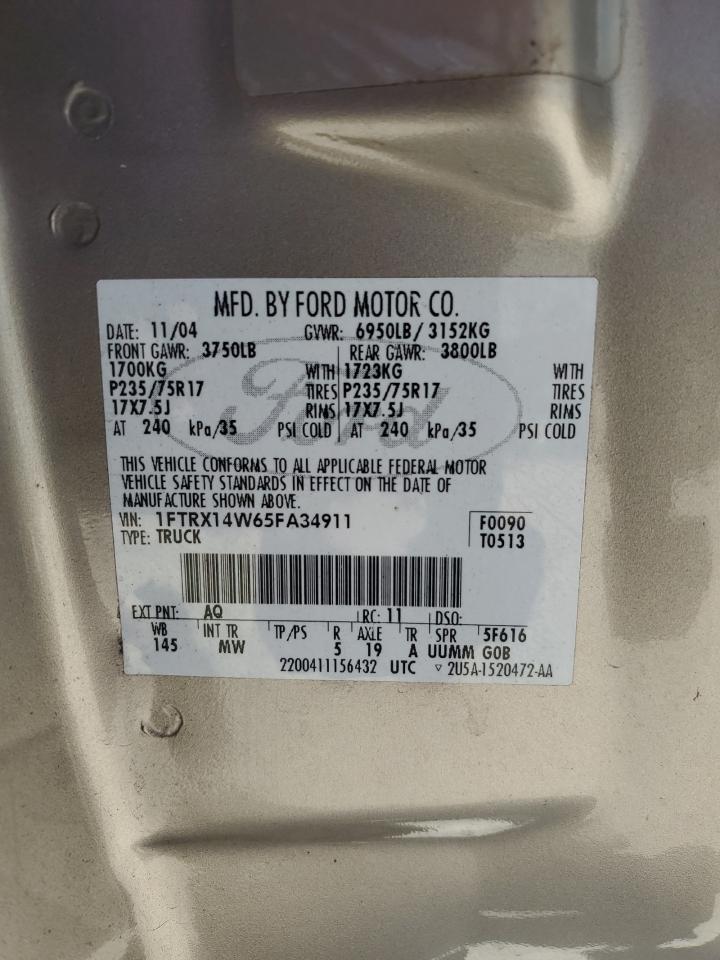 MFD. BY FORD MOTOR CO.
DATE: 11/04 GVWR: 6950LB / 3152KG
FRONT GAWR: 3750LB REAR GAWR: 3800LB
1700KG WITH 1723KG WITH
P235/75R17 TIRES P235/75R17 TIRES
17X7.5J RIMS 17X7.5J RIMS
AT 240 kPa/35 PSI COLD AT 240 kPa/35 PSI COLD
Ford
THIS VEHICLE CONFORMS TO ALL APPLICABLE FEDERAL MOTOR
VEHICLE SAFETY STANDARDS IN EFFECT ON THE DATE OF
MANUFACTURE SHOWN ABOVE.
VIN: 1FTRX14W65FA34911 F0090
TYPE: TRUCK T0513
EXT PNT: AQ RC: 11 DSO:
WB INT TR TP/PS R AXLE TR SPR 5F616
145 MW 5 19 A UUMM GOB
2200411156432 UTC ▽ 2U5A-1520472-AA